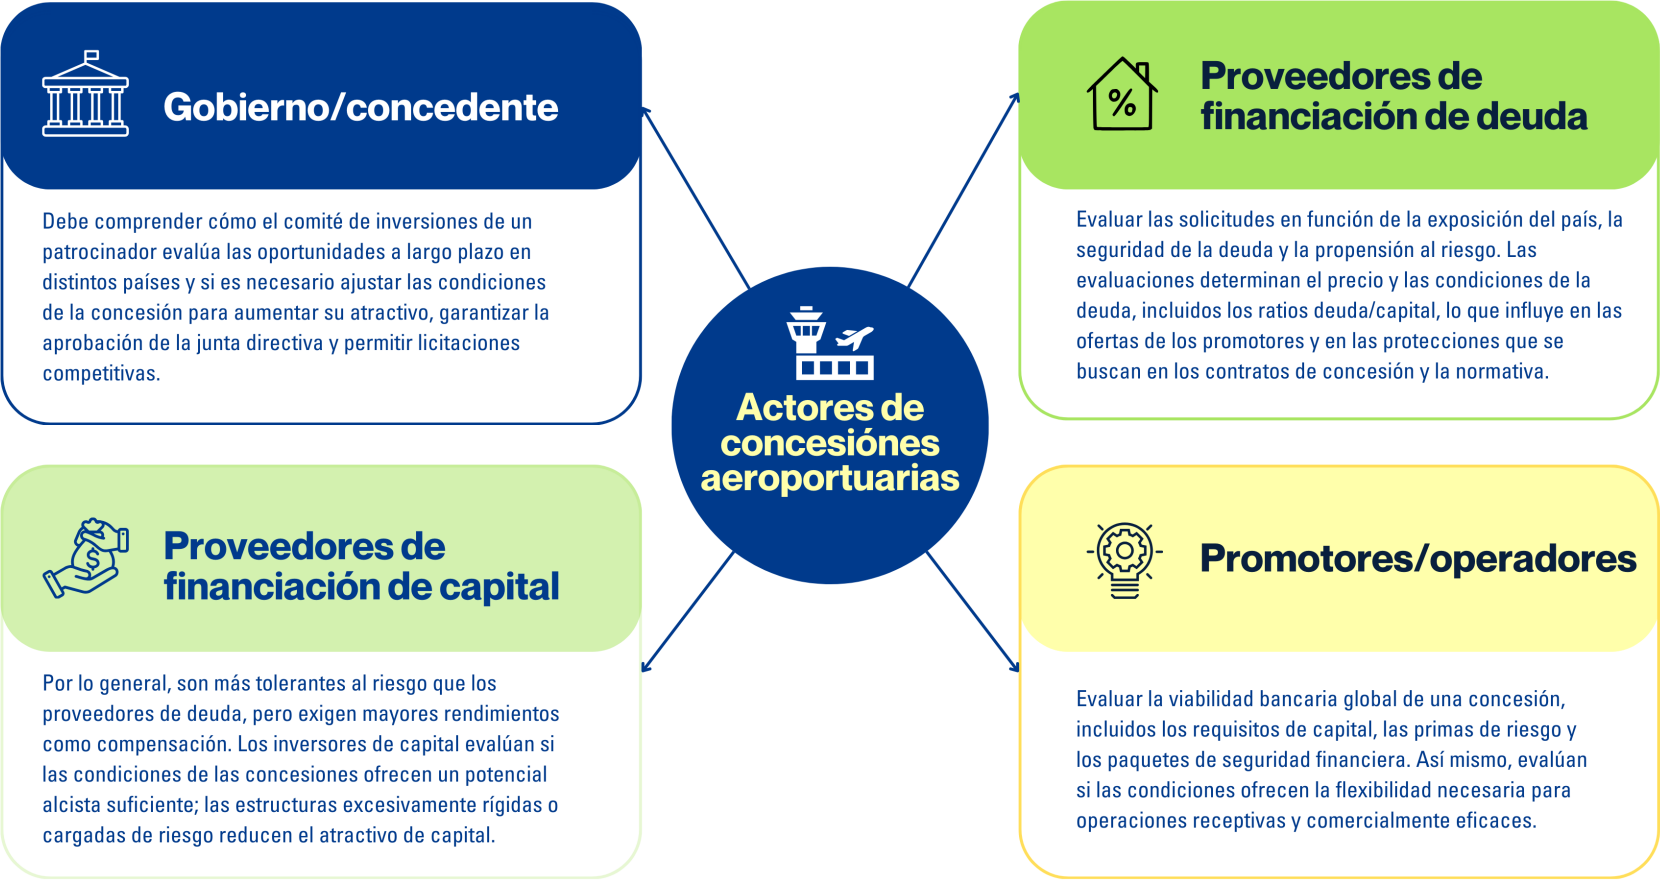 Gobierno/concedente
Debe comprender cómo el comité de inversiones de un
patrocinador evalúa las oportunidades a largo plazo en
distintos países y si es necesario ajustar las condiciones
de la concesión para aumentar su atractivo, garantizar la
aprobación de la junta directiva y permitir licitaciones
competitivas.
%
Proveedores de
financiación de deuda
Evaluar las solicitudes en función de la exposición del país, la
seguridad de la deuda y la propensión al riesgo. Las
evaluaciones determinan el precio y las condiciones de la
deuda, incluidos los ratios deuda/capital, lo que influye en las
ofertas de los promotores y en las protecciones que se
buscan en los contratos de concesión y la normativa.
Actores de
concesiónes
aeroportuarias
$
Proveedores de
financiación de capital
Por lo general, son más tolerantes al riesgo que los
proveedores de deuda, pero exigen mayores rendimientos
como compensación. Los inversores de capital evalúan si
las condiciones de las concesiones ofrecen un potencial
alcista suficiente; las estructuras excesivamente rígidas o
cargadas de riesgo reducen el atractivo de capital.
Promotores/operadores
Evaluar la viabilidad bancaria global de una concesión,
incluidos los requisitos de capital, las primas de riesgo y
los paquetes de seguridad financiera. Así mismo, evalúan
si las condiciones ofrecen la flexibilidad necesaria para
operaciones receptivas y comercialmente eficaces.